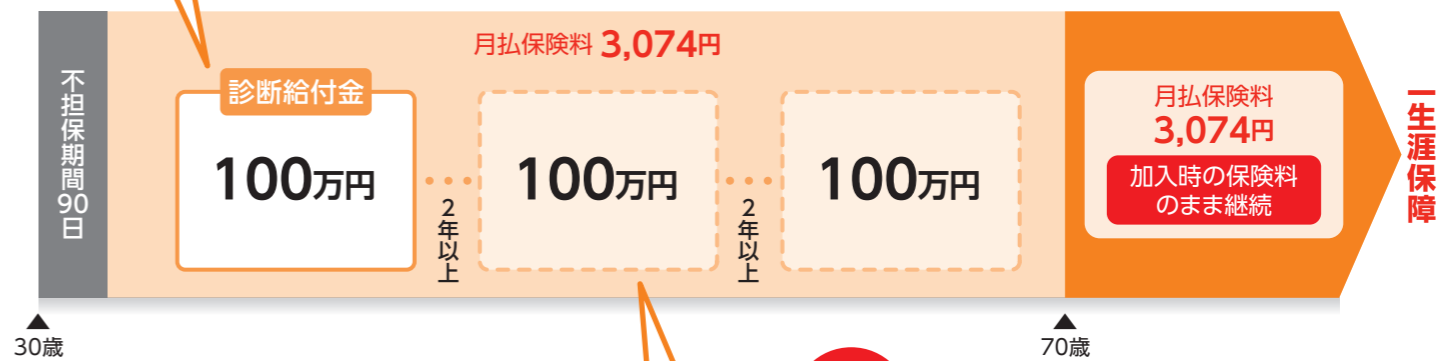 月払保険料 3,074円
不担保期間90日
診断給付金
100万円
2年以上
100万円
2年以上
100万円
月払保険料
3,074円
加入時の保険料
のまま継続
一生涯保障
30歳
70歳